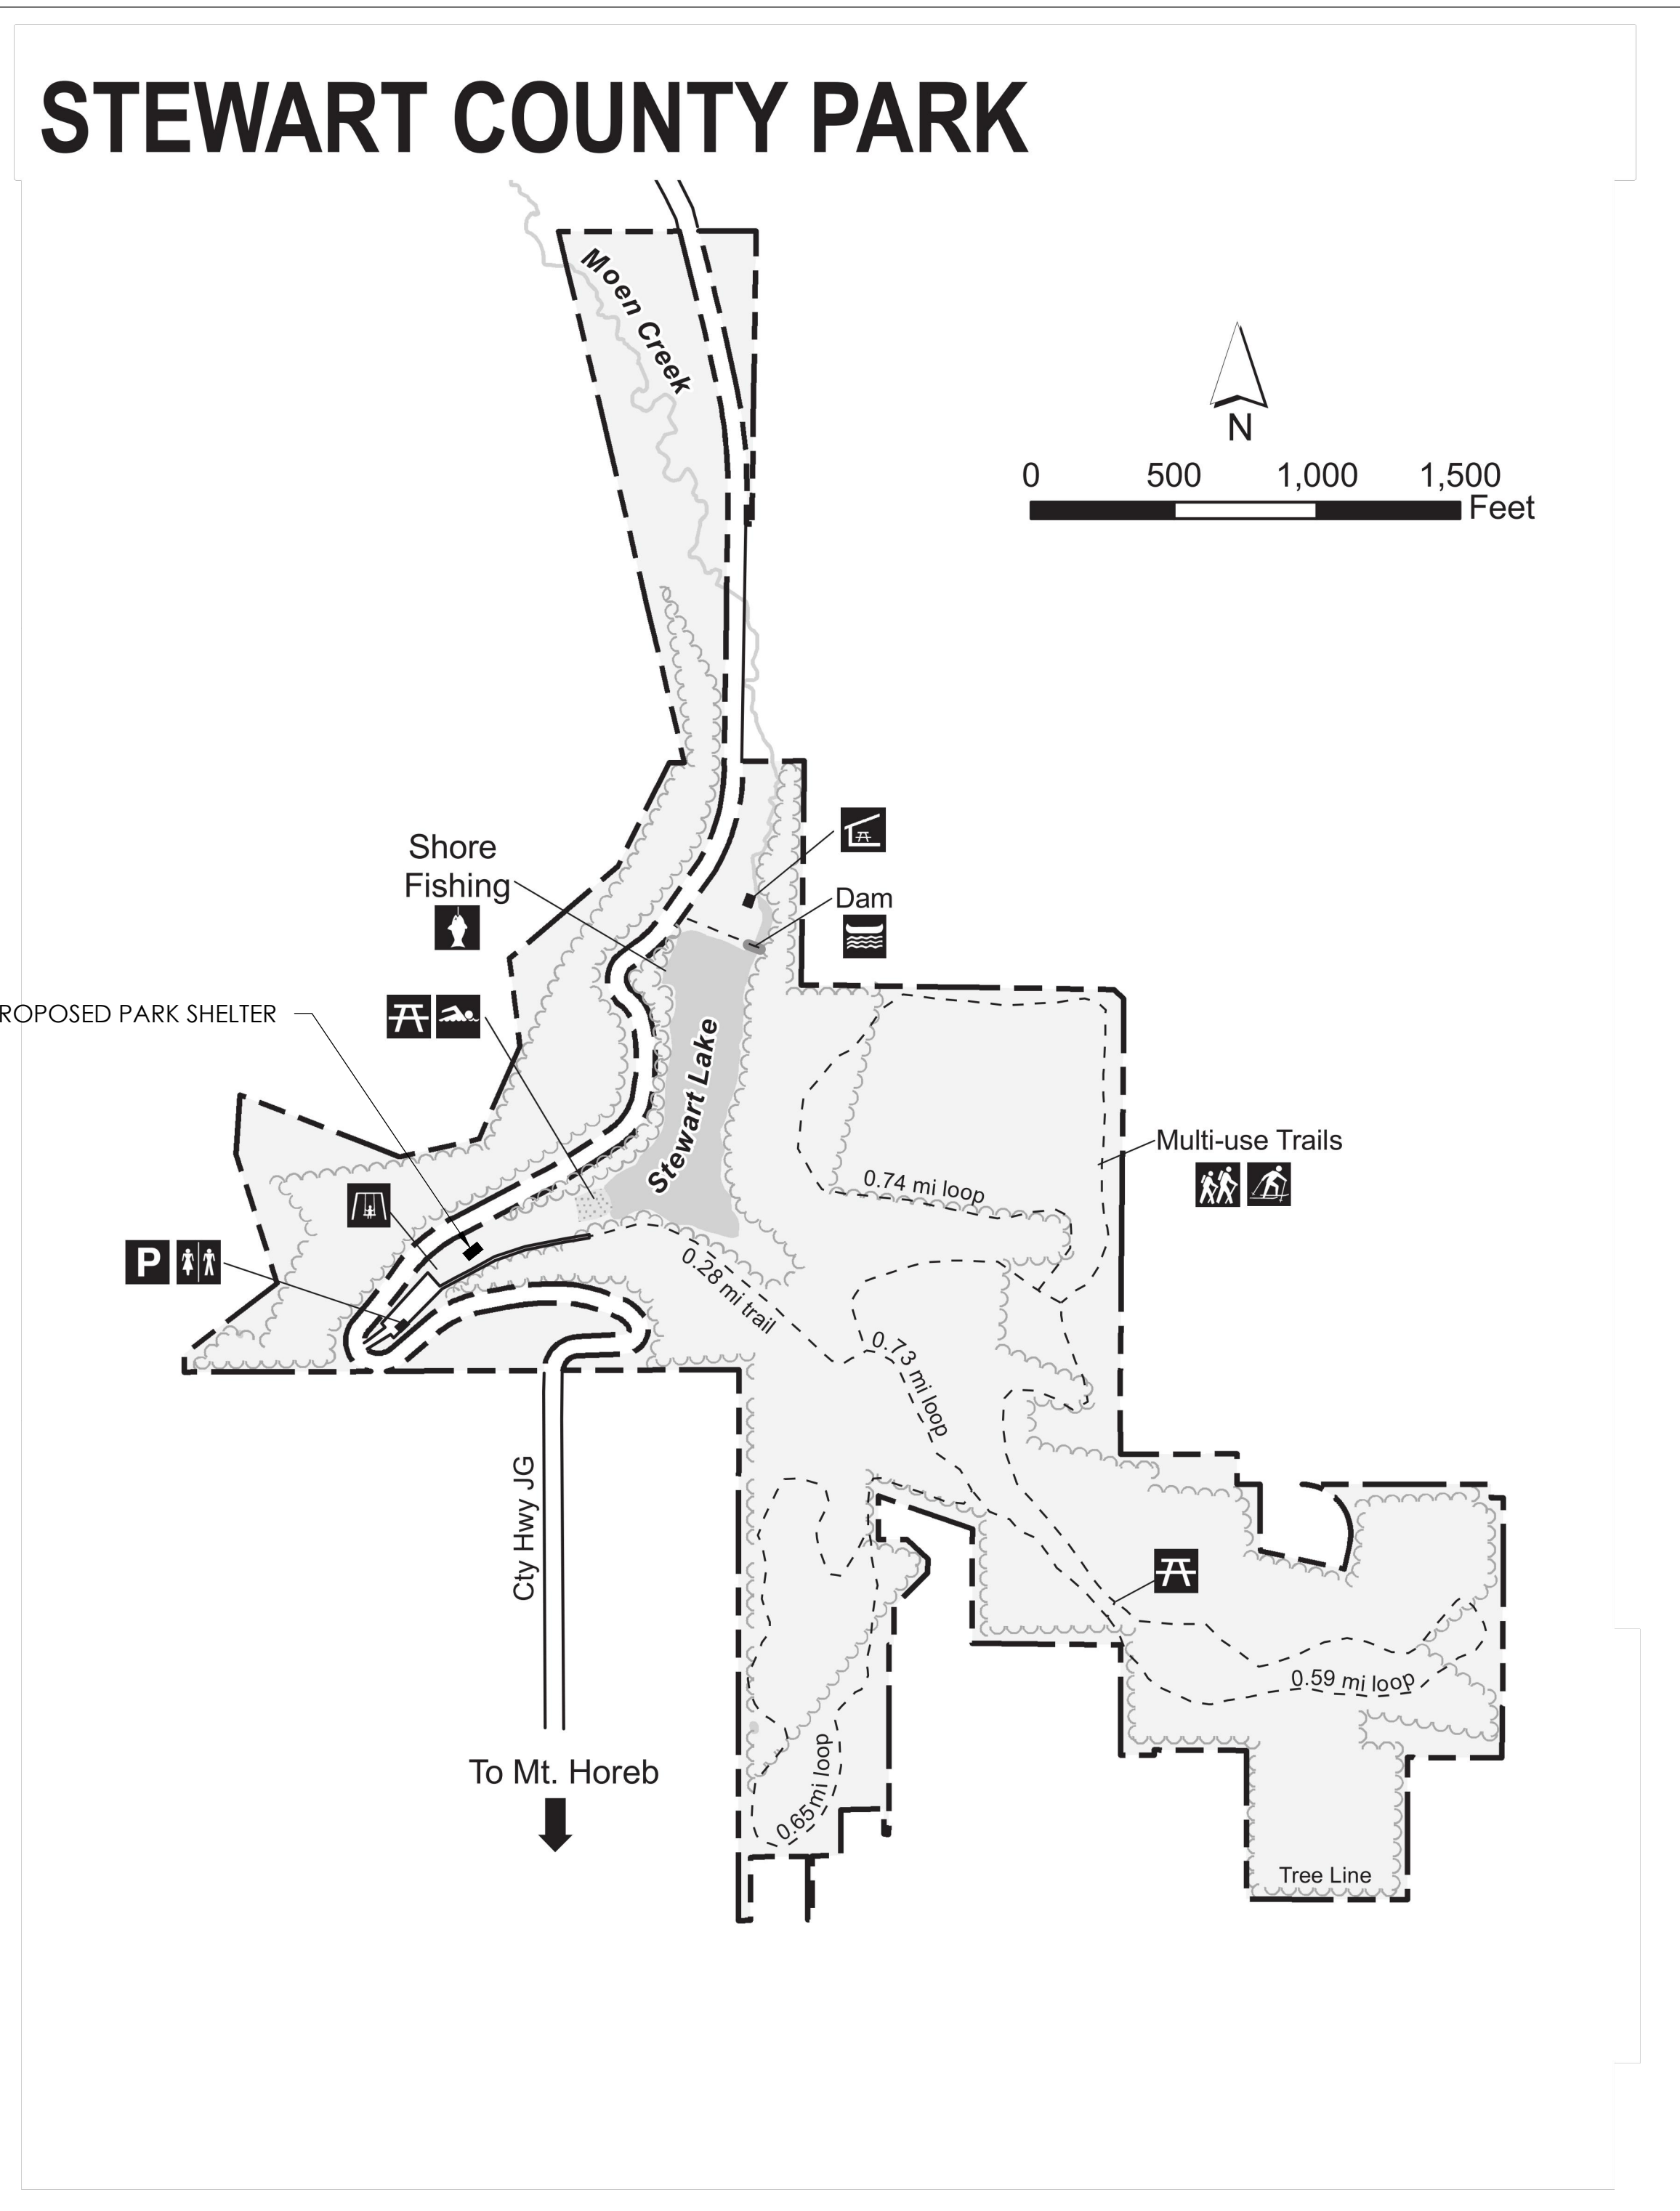 STEWART COUNTY PARK
Moen Creek
N
0 500 1,000 1,500
Feet
Shore
Fishing
Dam
ROPOSED PARK SHELTER
Stewart Lake
Multi-use Trails
0.74 mi loop
P
0.28 mi trail
0.73 mi loop
Cty Hwy JG
0.59 mi loop
To Mt. Horeb
0.65 mi loop
Tree Line